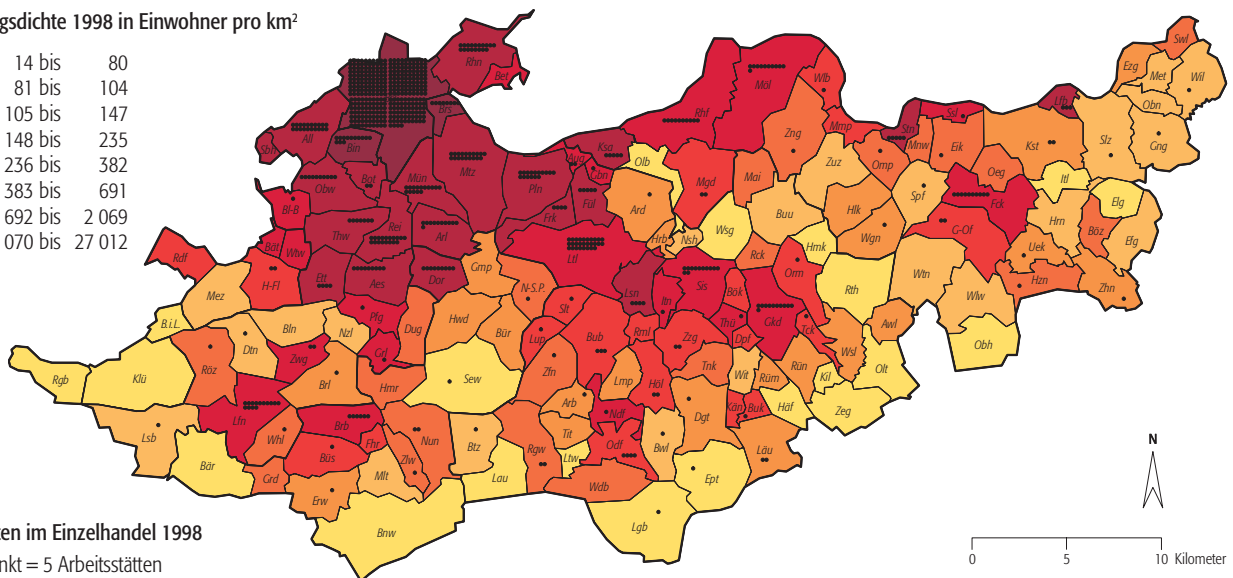 gsdichte 1998 in Einwohner pro km²
14 bis 80
81 bis 104
105 bis 147
148 bis 235
236 bis 382
383 bis 691
692 bis 2 069
070 bis 27 012
Rhn
Bet
Swl
Ezg
Met
Wil
Obn
Gng
Slz
Lfb
Ssl
Stn
Mnw
Eik
Kst
Itl
Elg
Oeg
Fck
G-Of
Hrn
Böz
Efg
Uek
Hzn
Zhn
Möl
Wlb
Rhf
Zng
Mmp
Omp
Zuz
Spf
Mai
Mgd
Olb
Ard
Buu
Hlk
Wgn
Wsg
Hmk
Nsh
Hrb
Rck
Orn
Rth
Wtn
Wlw
Obh
Brs
All
Sbh
Bin
Bot
Obw
Mün
Mtz
Pfn
Aug
Ksa
Gbn
Fül
Frk
Bl-B
Thw
Rei
Arl
Ltl
Bät
Wtw
Rdf
H-Fl
Ett
Aes
Dor
Gmp
Mez
N-S.P.
Lsn
Itn
Sis
Bök
Gkd
Thü
Tck
Awl
B.i.L.
Bln
Nzl
Pfg
Dug
Hwd
Bür
Slt
Lup
Bub
Rml
Zzg
Dpf
Wsl
Olt
Rgb
Klü
Röz
Dtn
Zwg
Grl
Brl
Hmr
Sew
Zfn
Lmp
Höl
Tnk
Wit
Rüm
Rün
Kil
Zeg
Lsb
Lfn
Whl
Brb
Büs
Fhr
Nun
Zlw
Btz
Rgw
Arb
Tit
Ndf
Odf
Bwl
Dgt
Kän
Buk
Häf
Läu
Bär
Grd
Erw
Mlt
Bnw
Lau
Ltw
Wdb
Lgb
Ept
N
0 5 10 Kilometer
en im Einzelhandel 1998
nkt = 5 Arbeitsstätten